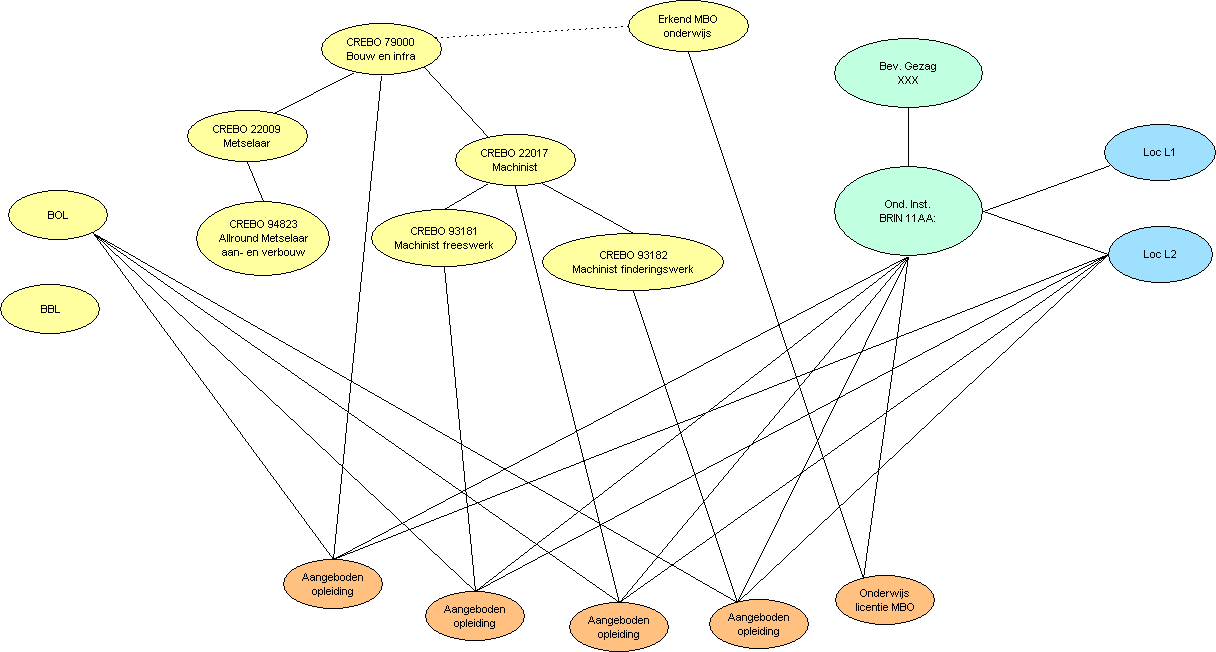 Erkend MBO
onderwijs
CREBO 79000
Bouw en infra
Bev. Gezag
XXX
CREBO 22009
Metselaar
CREBO 22017
Machinist
Loc L1
BOL
CREBO 94823
Allround Metselaar
aan- en verbouw
CREBO 93181
Machinist freeswerk
CREBO 93182
Machinist finderingswerk
Ond. Inst.
BRIN 11AA:
Loc L2
BBL
Aangeboden
opleiding
Aangeboden
opleiding
Aangeboden
opleiding
Aangeboden
opleiding
Onderwijs
licentie MBO